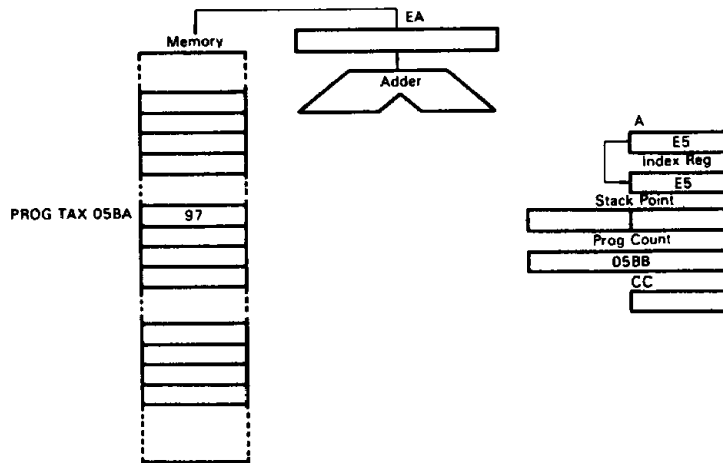 EA
Memory
Adder
A
E5
Index Reg
E5
Stack Point
PROG TAX 05BA 97
Prog Count
05BB
CC